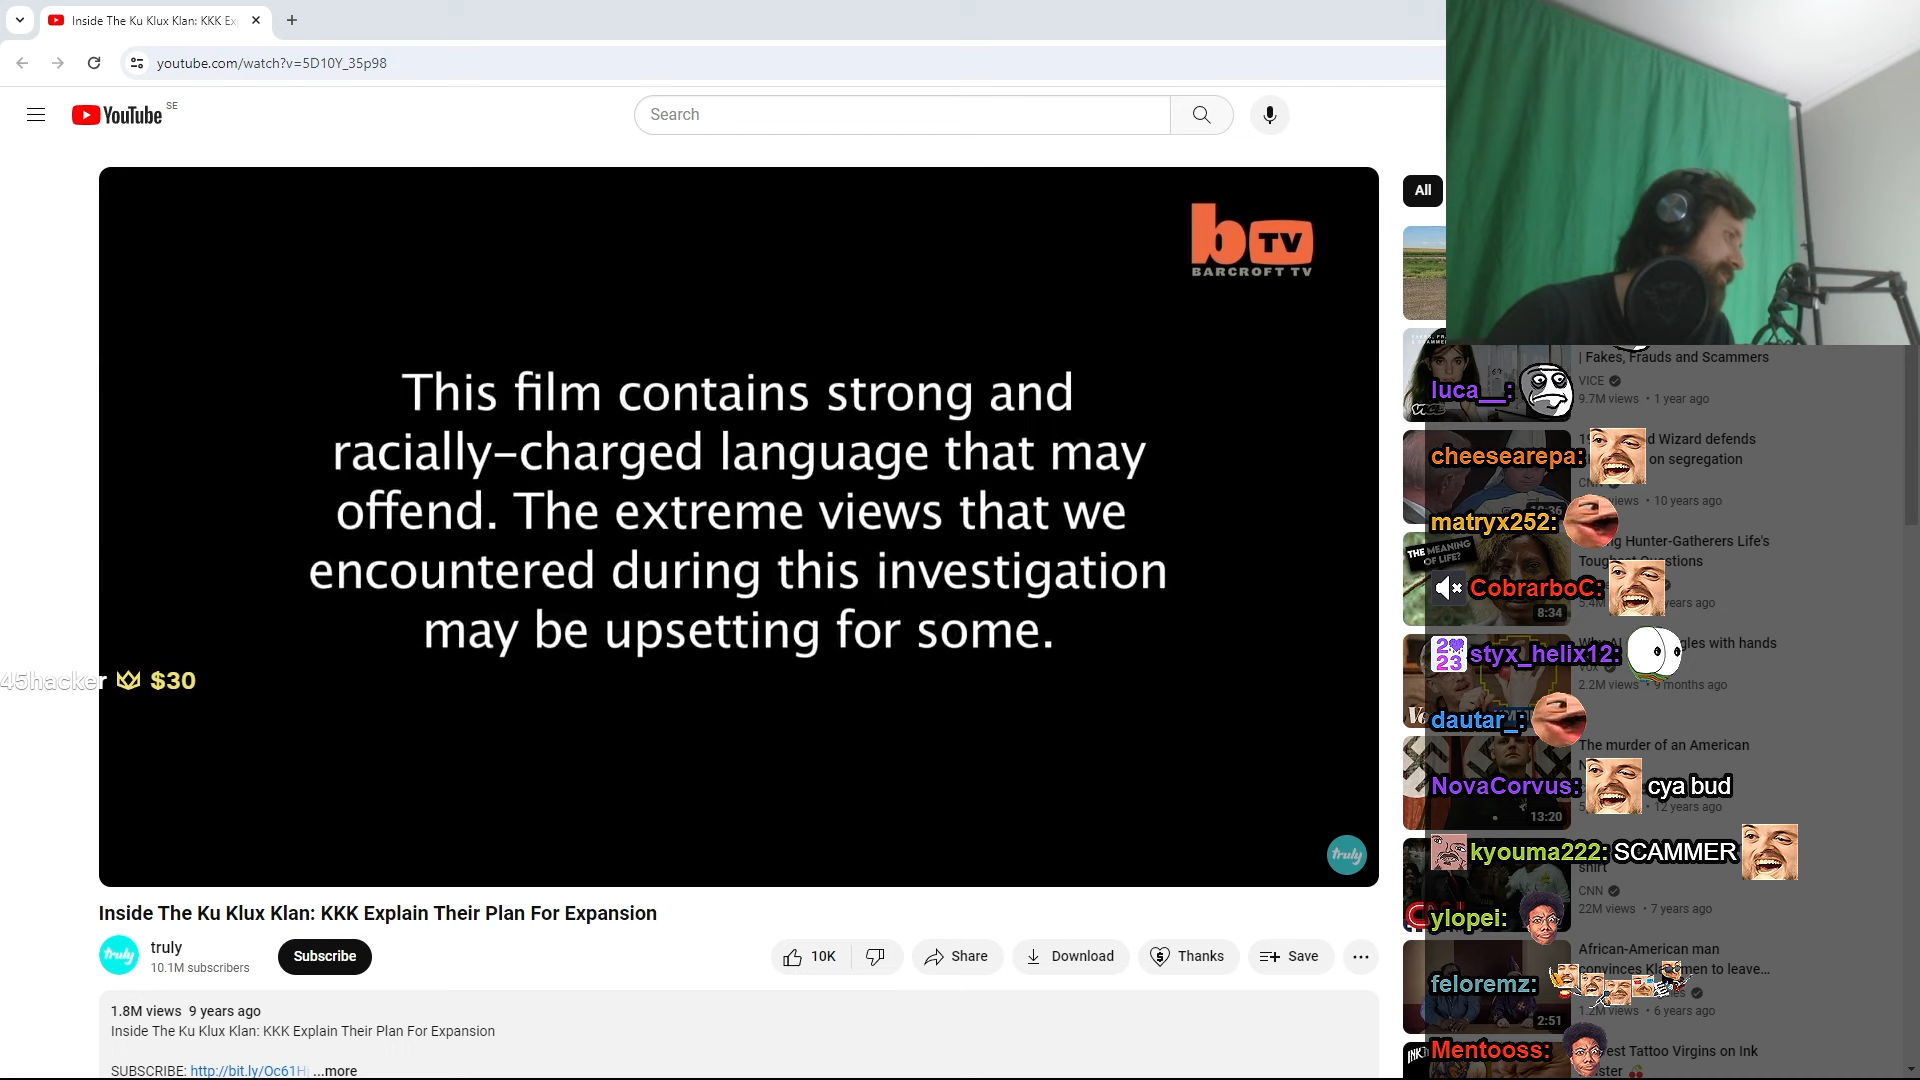 Inside The Ku Klux Klan: KKK Ex
youtube.com/watch?v=5D10Y_35p98
YouTube SE
Search
b TV
BARCROFT TV
This film contains strong and
racially-charged language that may
offend. The extreme views that we
encountered during this investigation
may be upsetting for some.
45hacker $30
truly
Inside The Ku Klux Klan: KKK Explain Their Plan For Expansion
truly
10.1M subscribers
Subscribe
10K
Share
Download
Thanks
Save
1.8M views 9 years ago
Inside The Ku Klux Klan: KKK Explain Their Plan For Expansion
SUBSCRIBE: http://bit.ly/Oc61H ...more
All
| Fakes, Frauds and Scammers
VICE
9.7M views • 1 year ago
luca__:
d Wizard defends
on segregation
cheesearepa:
views • 10 years ago
matryx252:
THE MEANING
OF LIFE?
g Hunter-Gatherers Life's
CobrarboC:
years ago
8:34
gles with hands
2023
styx_helix12:
2.2M views • 9 months ago
dautar_:
The murder of an American
NovaCorvus: cya bud
12 years ago
13:20
kyouma222: SCAMMER
shirt
CNN
22M views • 7 years ago
ylopei:
African-American man
convinces Klansmen to leave...
feloremz:
1.2M views • 6 years ago
2:51
Mentooss:
est Tattoo Virgins on Ink